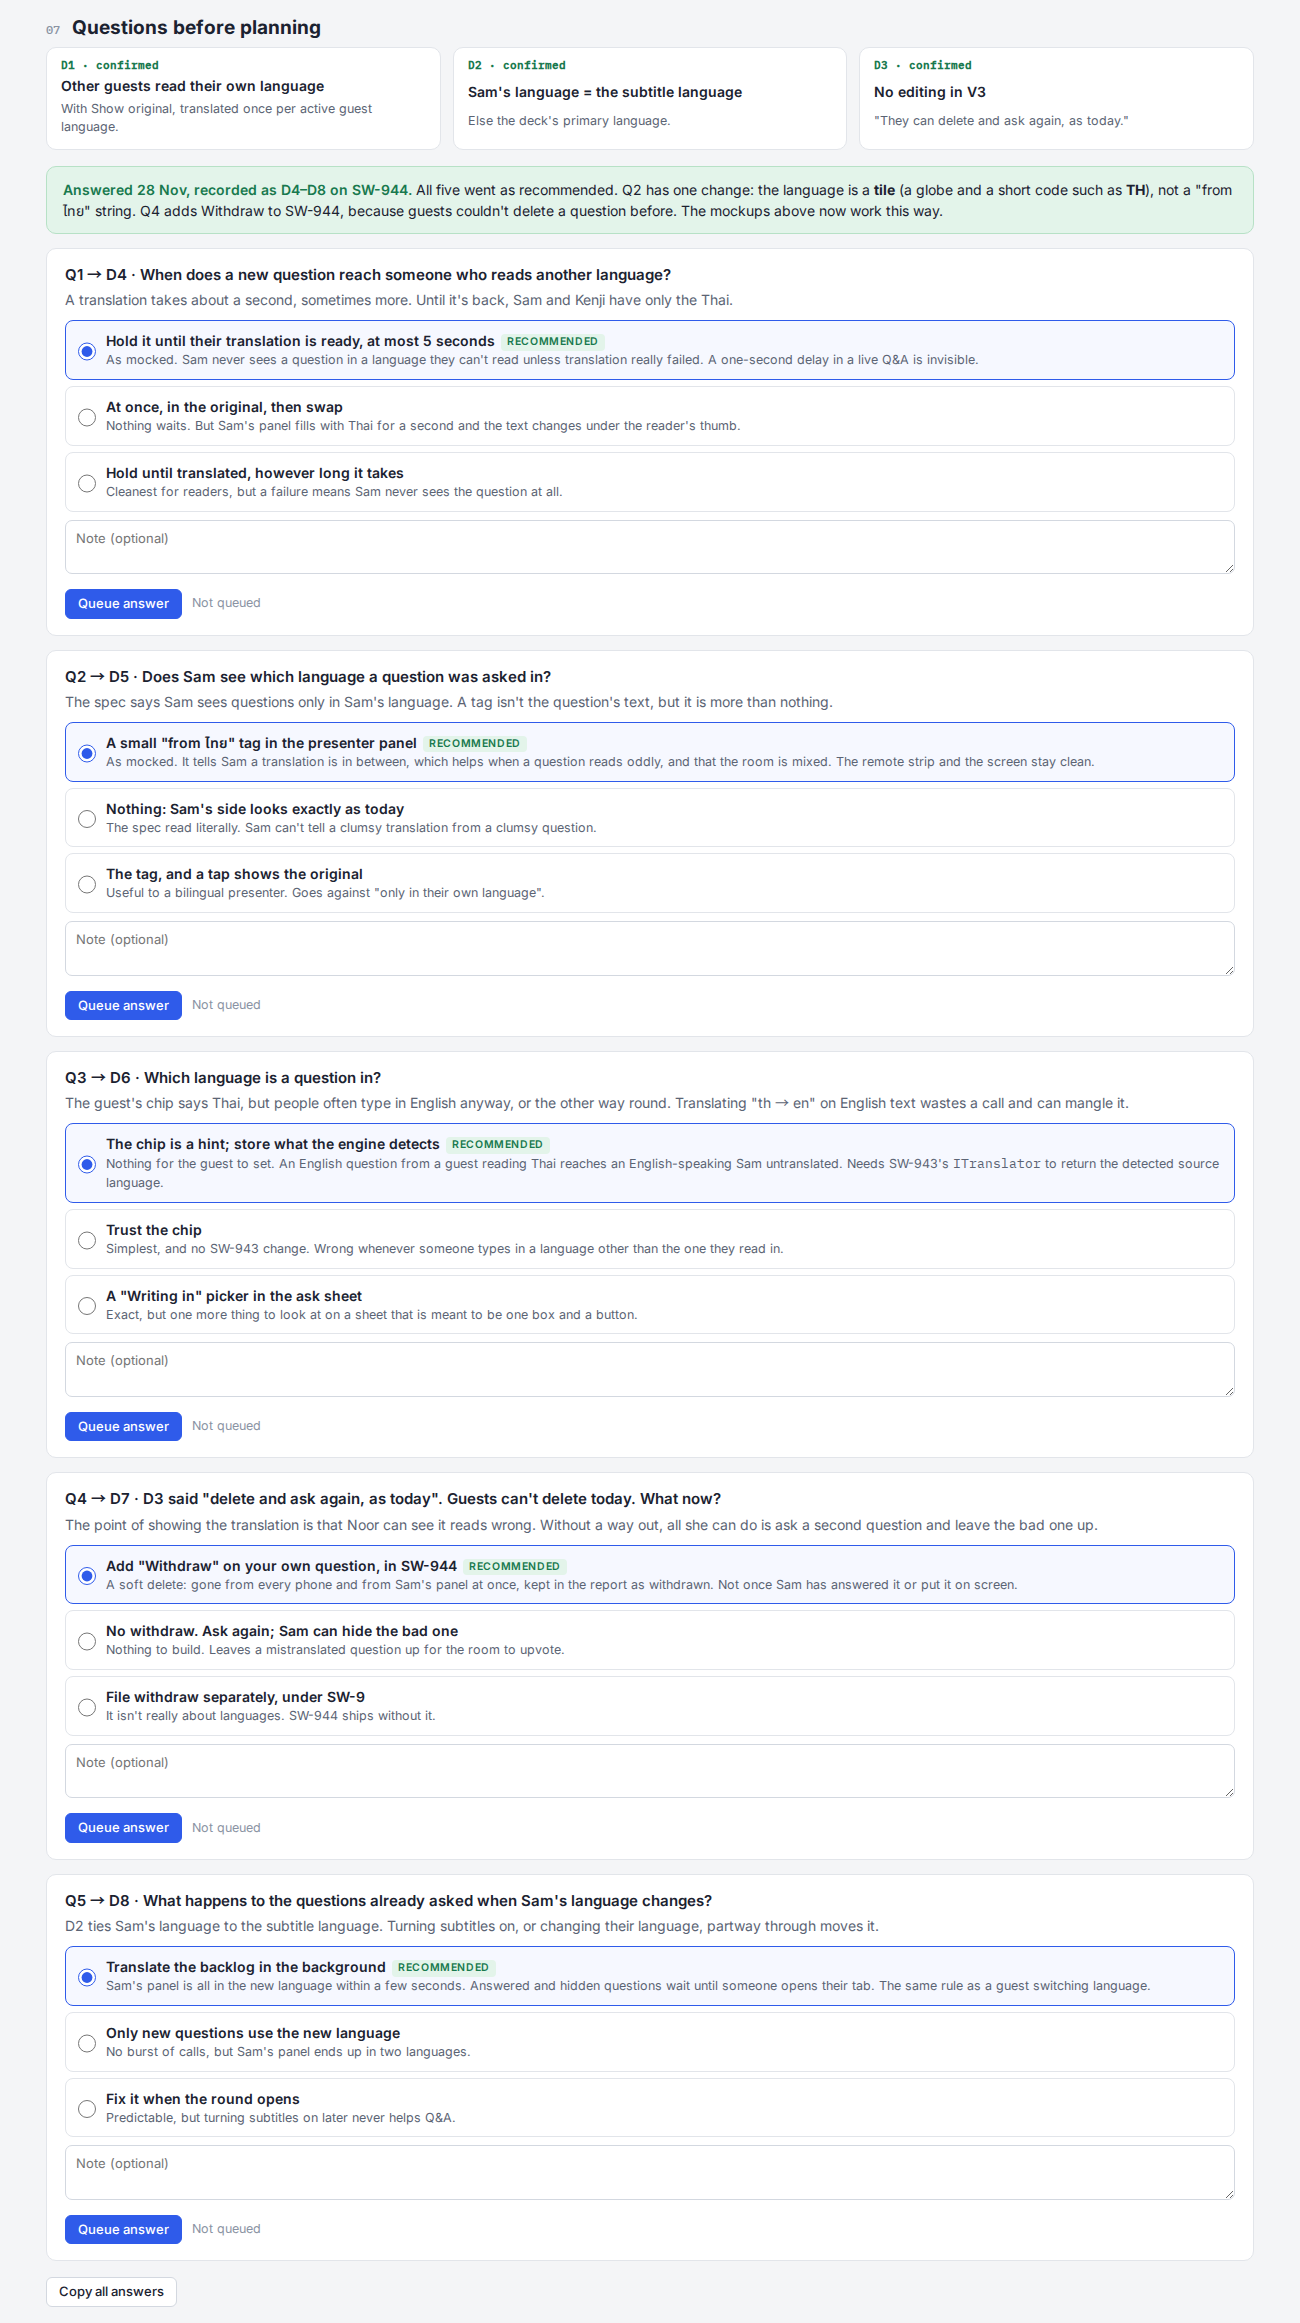 07 Questions before planning
D1 · confirmed
Other guests read their own language
With Show original, translated once per active guest
language.
D2 · confirmed
Sam's language = the subtitle language
Else the deck's primary language.
D3 · confirmed
No editing in V3
"They can delete and ask again, as today."
Answered 28 Nov, recorded as D4–D8 on SW-944. All five went as recommended. Q2 has one change: the language is a tile (a globe and a short code such as TH), not a "from
ไทย" string. Q4 adds Withdraw to SW-944, because guests couldn't delete a question before. The mockups above now work this way.
Q1 → D4 · When does a new question reach someone who reads another language?
A translation takes about a second, sometimes more. Until it's back, Sam and Kenji have only the Thai.
Hold it until their translation is ready, at most 5 seconds RECOMMENDED
As mocked. Sam never sees a question in a language they can't read unless translation really failed. A one-second delay in a live Q&A is invisible.
At once, in the original, then swap
Nothing waits. But Sam's panel fills with Thai for a second and the text changes under the reader's thumb.
Hold until translated, however long it takes
Cleanest for readers, but a failure means Sam never sees the question at all.
Note (optional)
Queue answer Not queued
Q2 → D5 · Does Sam see which language a question was asked in?
The spec says Sam sees questions only in Sam's language. A tag isn't the question's text, but it is more than nothing.
A small "from ไทย" tag in the presenter panel RECOMMENDED
As mocked. It tells Sam a translation is in between, which helps when a question reads oddly, and that the room is mixed. The remote strip and the screen stay clean.
Nothing: Sam's side looks exactly as today
The spec read literally. Sam can't tell a clumsy translation from a clumsy question.
The tag, and a tap shows the original
Useful to a bilingual presenter. Goes against "only in their own language".
Note (optional)
Queue answer Not queued
Q3 → D6 · Which language is a question in?
The guest's chip says Thai, but people often type in English anyway, or the other way round. Translating "th → en" on English text wastes a call and can mangle it.
The chip is a hint; store what the engine detects RECOMMENDED
Nothing for the guest to set. An English question from a guest reading Thai reaches an English-speaking Sam untranslated. Needs SW-943's ITranslator to return the detected source
language.
Trust the chip
Simplest, and no SW-943 change. Wrong whenever someone types in a language other than the one they read in.
A "Writing in" picker in the ask sheet
Exact, but one more thing to look at on a sheet that is meant to be one box and a button.
Note (optional)
Queue answer Not queued
Q4 → D7 · D3 said "delete and ask again, as today". Guests can't delete today. What now?
The point of showing the translation is that Noor can see it reads wrong. Without a way out, all she can do is ask a second question and leave the bad one up.
Add "Withdraw" on your own question, in SW-944 RECOMMENDED
A soft delete: gone from every phone and from Sam's panel at once, kept in the report as withdrawn. Not once Sam has answered it or put it on screen.
No withdraw. Ask again; Sam can hide the bad one
Nothing to build. Leaves a mistranslated question up for the room to upvote.
File withdraw separately, under SW-9
It isn't really about languages. SW-944 ships without it.
Note (optional)
Queue answer Not queued
Q5 → D8 · What happens to the questions already asked when Sam's language changes?
D2 ties Sam's language to the subtitle language. Turning subtitles on, or changing their language, partway through moves it.
Translate the backlog in the background RECOMMENDED
Sam's panel is all in the new language within a few seconds. Answered and hidden questions wait until someone opens their tab. The same rule as a guest switching language.
Only new questions use the new language
No burst of calls, but Sam's panel ends up in two languages.
Fix it when the round opens
Predictable, but turning subtitles on later never helps Q&A.
Note (optional)
Queue answer Not queued
Copy all answers